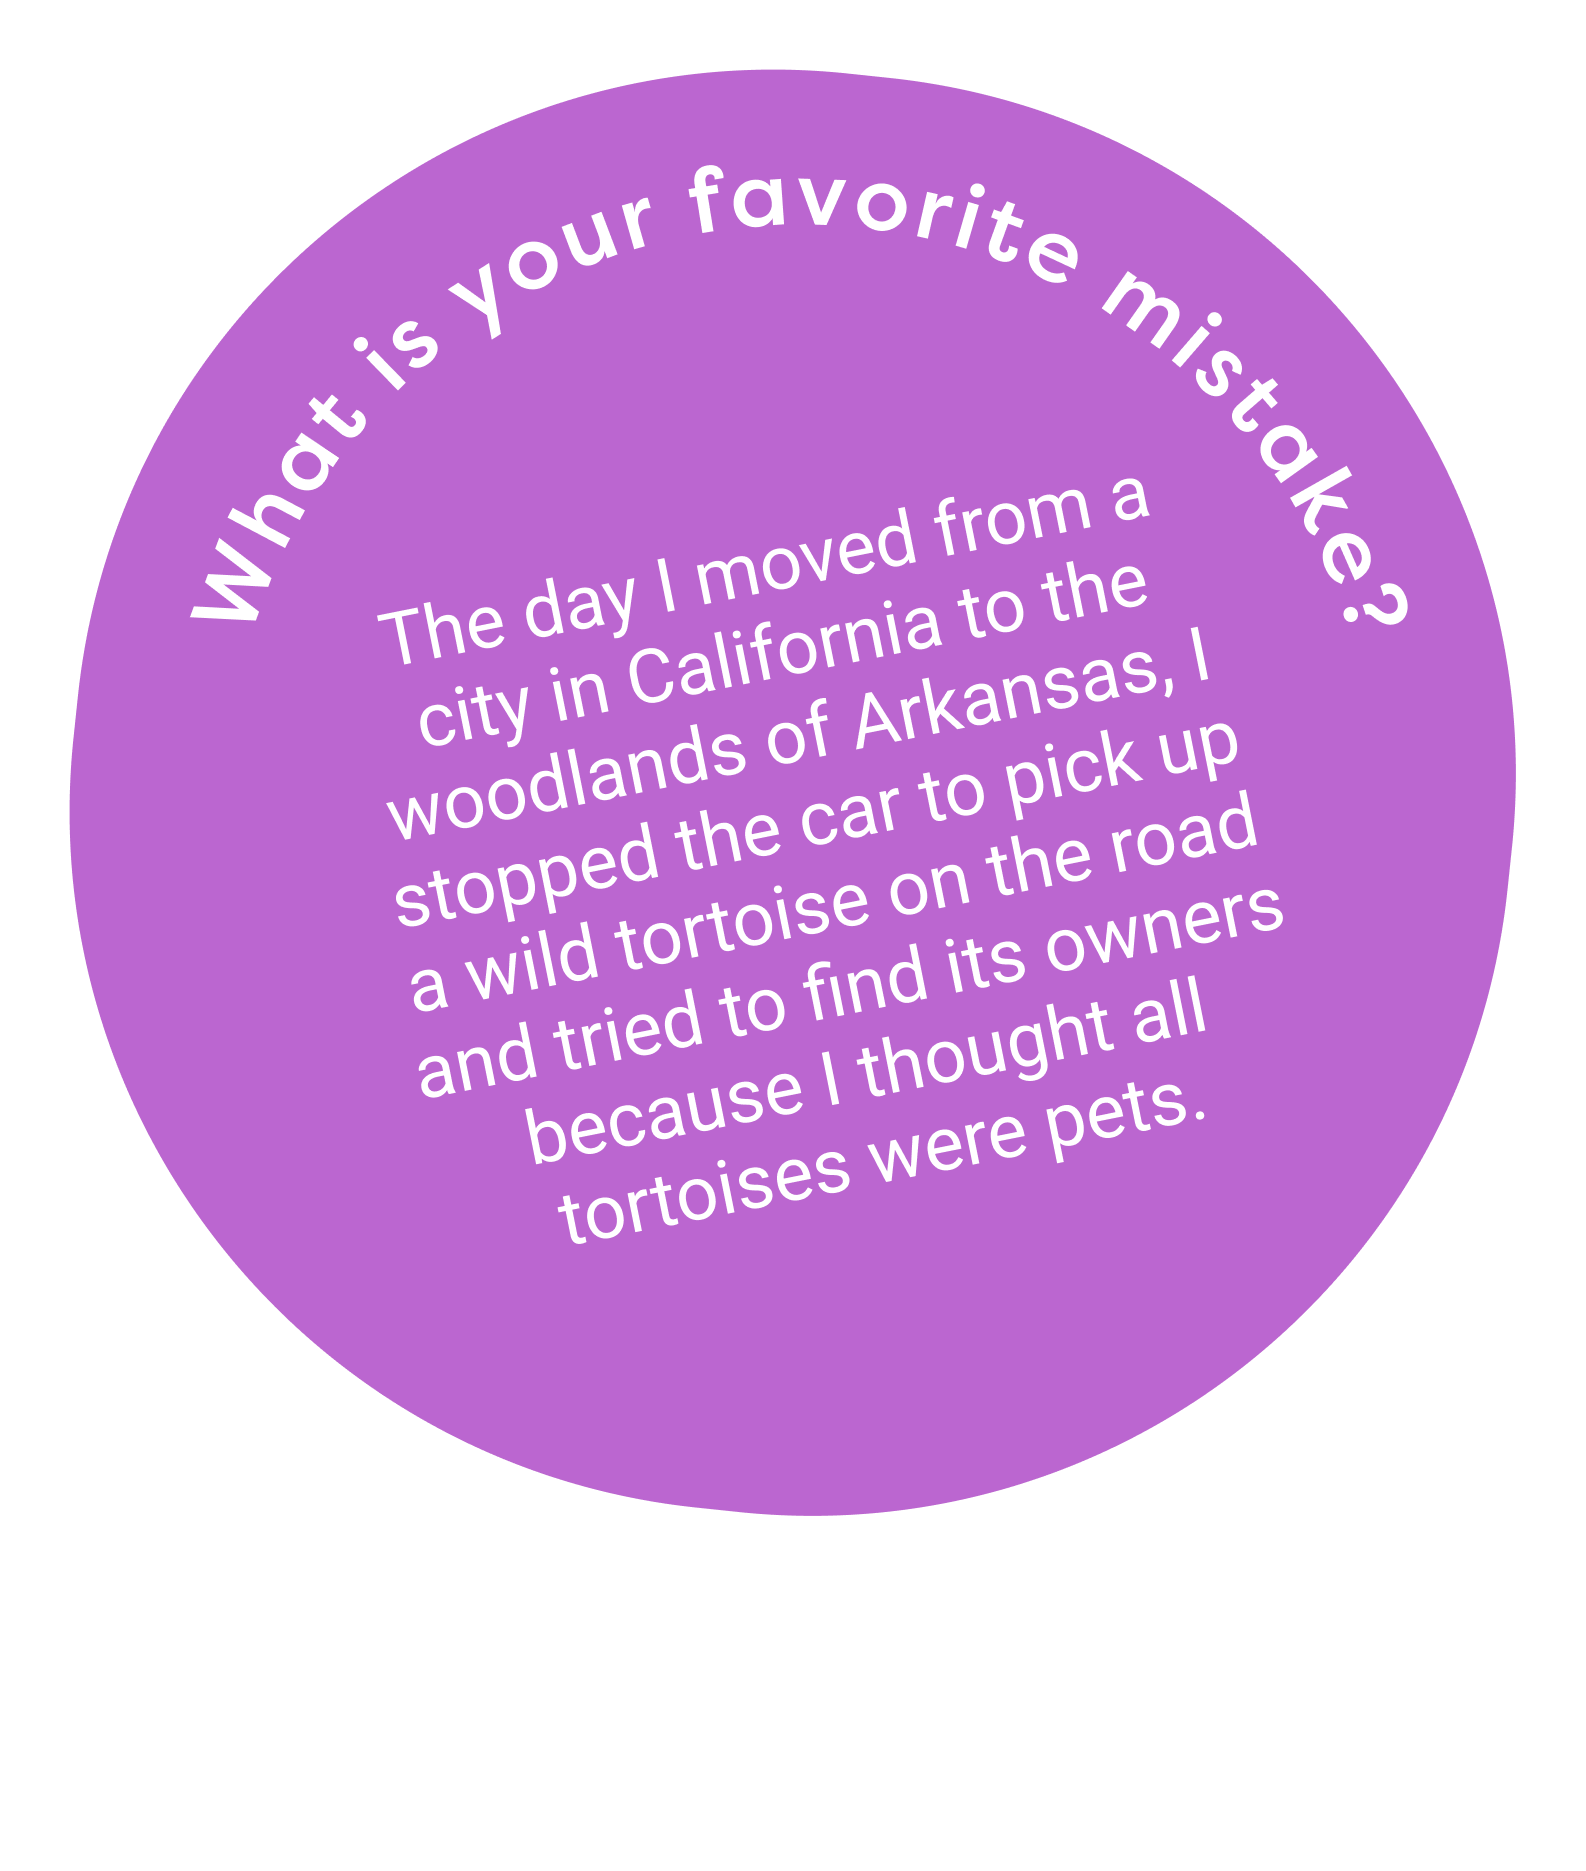 What is your favorite mistake?
The day I moved from a
city in California to the
woodlands of Arkansas, I
stopped the car to pick up
a wild tortoise on the road
and tried to find its owners
because I thought all
tortoises were pets.